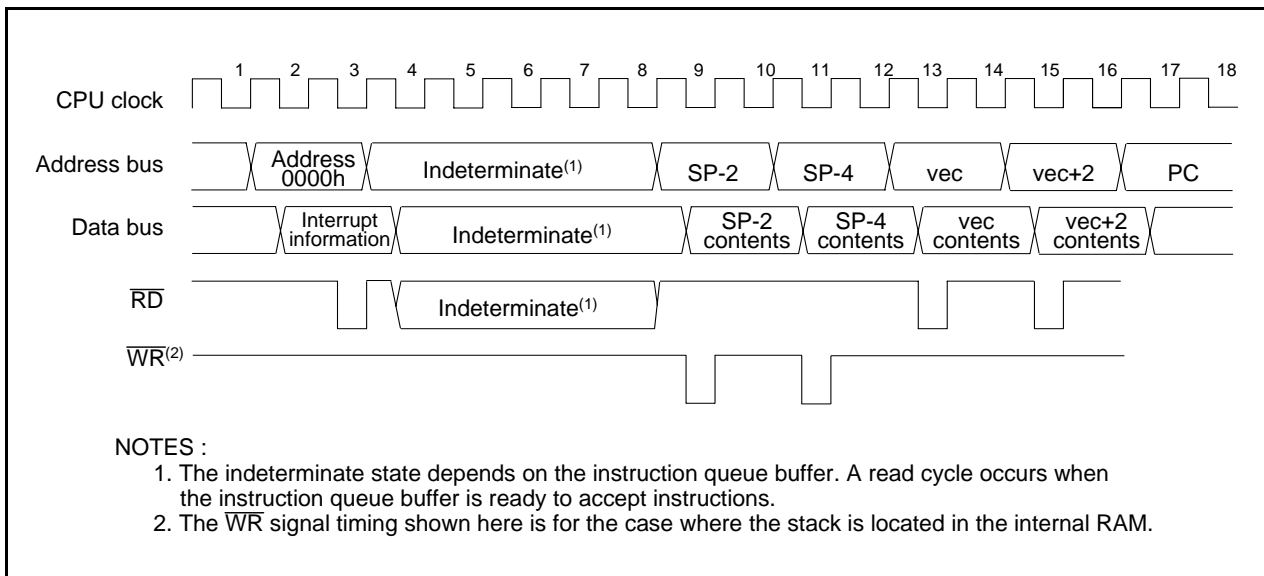 1 2 3 4 5 6 7 8 9 10 11 12 13 14 15 16 17 18
CPU clock
Address bus
Address
0000h
Indeterminate(1)
SP-2
SP-4
vec
vec+2
PC
Data bus
Interrupt
information
Indeterminate(1)
SP-2
contents
SP-4
contents
vec
contents
vec+2
contents
RD
Indeterminate(1)
WR(2)
NOTES :
1. The indeterminate state depends on the instruction queue buffer. A read cycle occurs when
the instruction queue buffer is ready to accept instructions.
2. The WR signal timing shown here is for the case where the stack is located in the internal RAM.